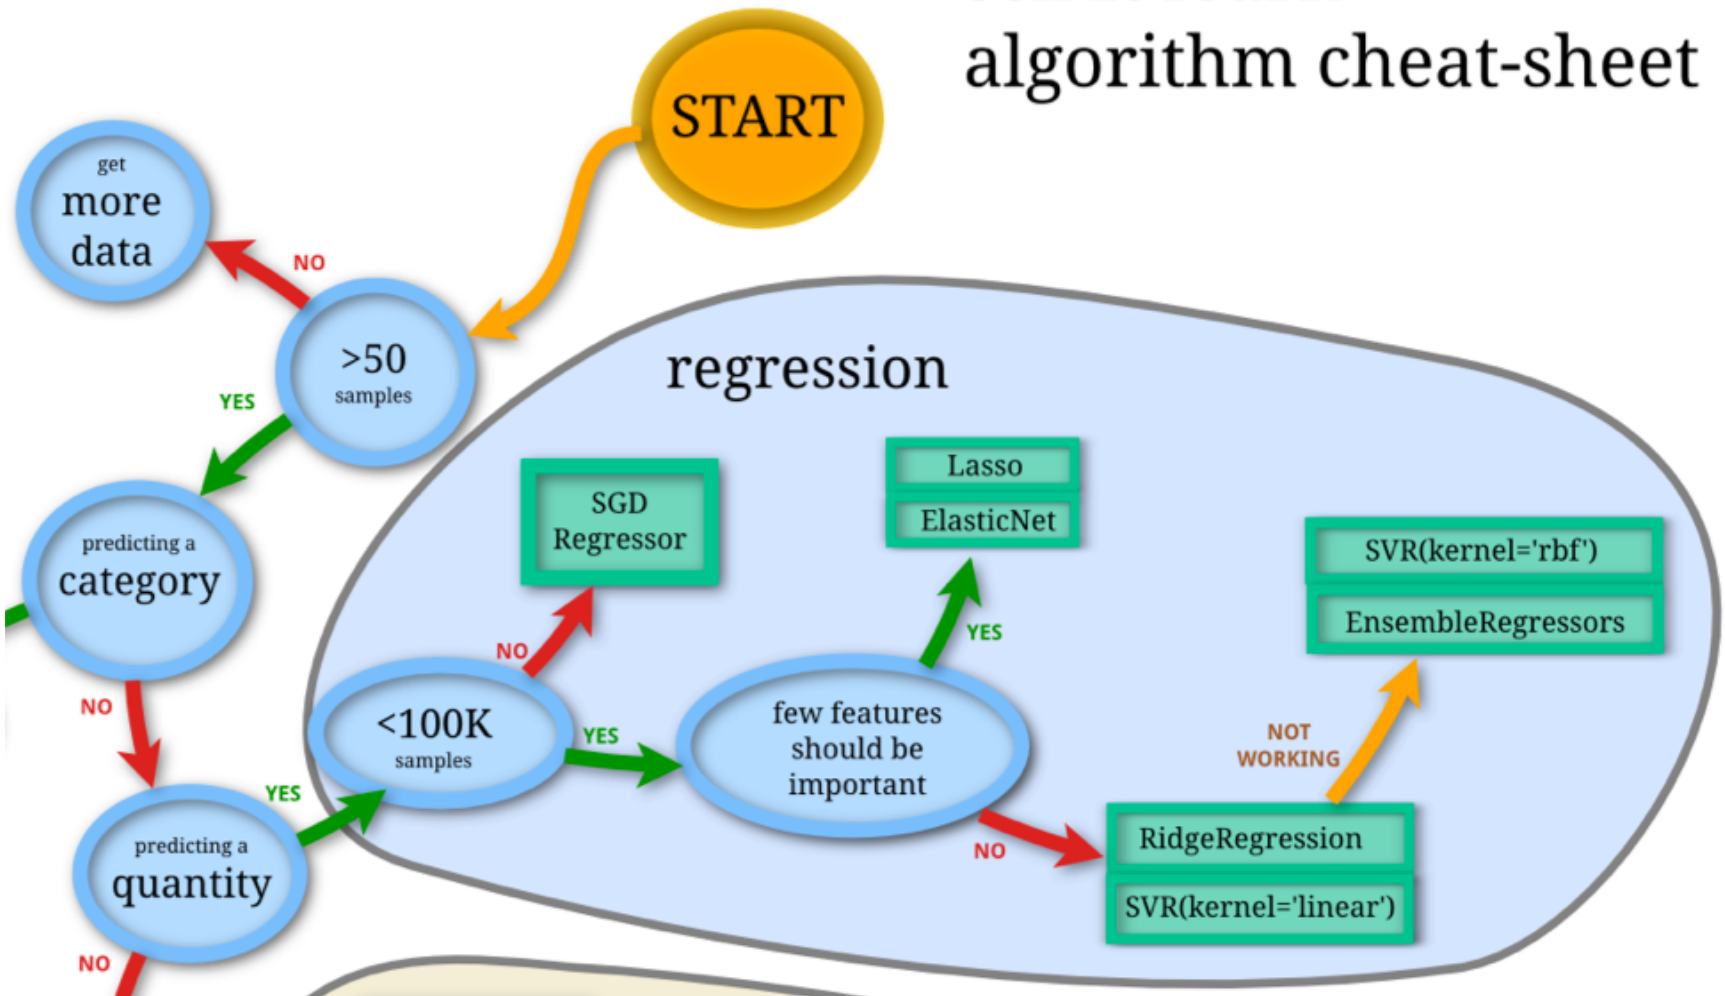 algorithm cheat-sheet
START
get
more
data
NO
>50
samples
YES
predicting a
category
NO
predicting a
quantity
YES
NO
regression
SGD
Regressor
NO
<100K
samples
YES
few features
should be
important
YES
Lasso
ElasticNet
NO
RidgeRegression
SVR(kernel='linear')
NOT
WORKING
SVR(kernel='rbf')
EnsembleRegressors